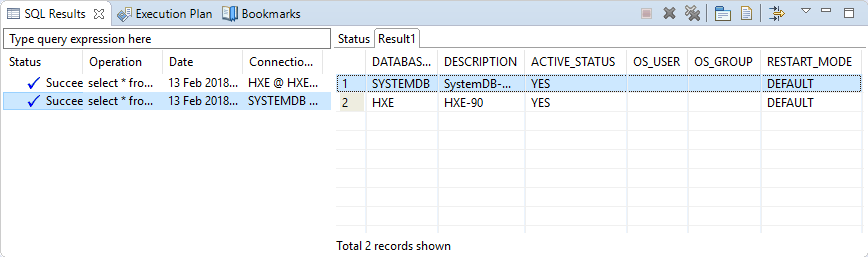 SQL Results Execution Plan Bookmarks
Type query expression here
Status Operation Date Connectio...
Succee select * fro... 13 Feb 2018... HXE @ HXE...
Succee select * fro... 13 Feb 2018... SYSTEMDB
Status Result1
DATABAS... DESCRIPTION ACTIVE_STATUS OS_USER OS_GROUP RESTART_MODE
1 SYSTEMDB SystemDB-... YES DEFAULT
2 HXE HXE-90 YES DEFAULT
Total 2 records shown